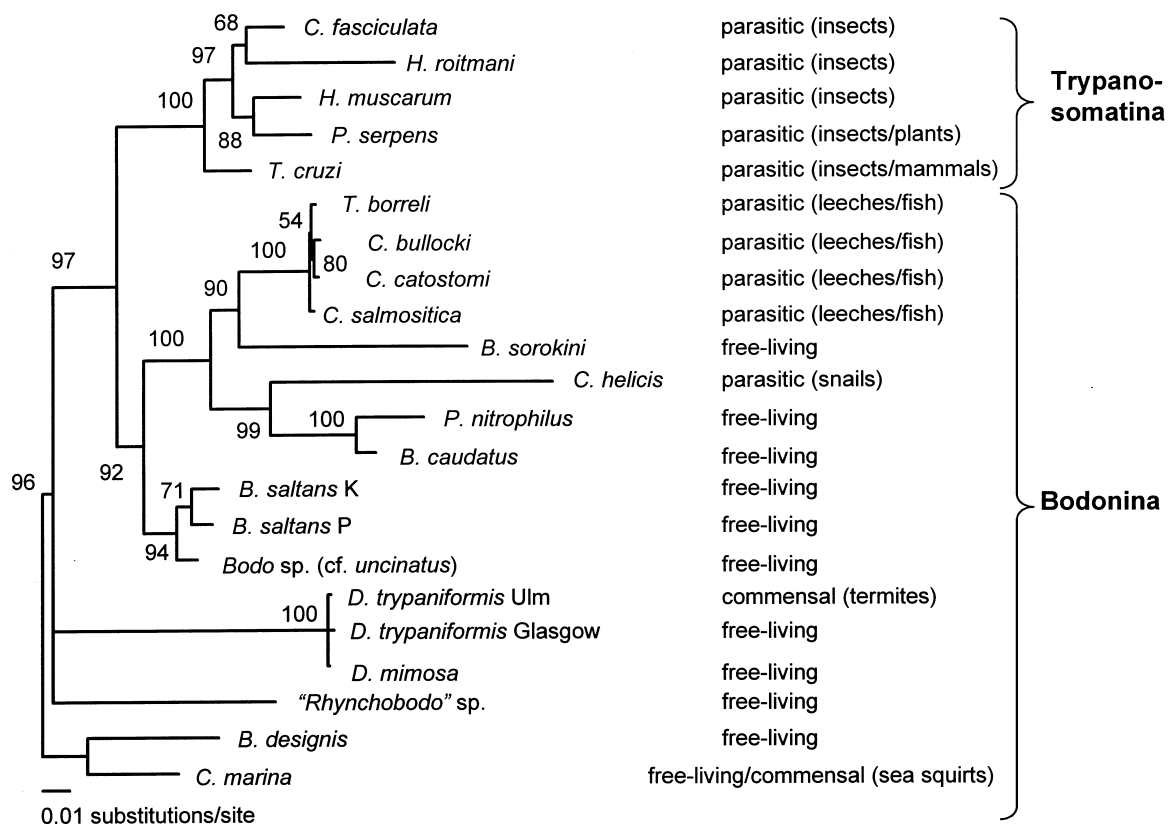 68 C. fasciculata parasitic (insects)
97
H. roitmani parasitic (insects)
Trypano-
100 H. muscarum parasitic (insects)
somatina
88 P. serpens parasitic (insects/plants)
T. cruzi parasitic (insects/mammals)
T. borreli parasitic (leeches/fish)
54
C. bullocki parasitic (leeches/fish)
100
97 80
C. catostomi parasitic (leeches/fish)
90
C. salmositica parasitic (leeches/fish)
100
B. sorokini free-living
C. helicis parasitic (snails)
100 P. nitrophilus free-living
99
B. caudatus free-living
92
96
71 B. saltans K free-living
Bodonina
B. saltans P free-living
94
Bodo sp. (cf. uncinatus) free-living
D. trypaniformis Ulm commensal (termites)
100
D. trypaniformis Glasgow free-living
D. mimosa free-living
“Rhynchobodo” sp. free-living
B. designis free-living
C. marina free-living/commensal (sea squirts)
0.01 substitutions/site